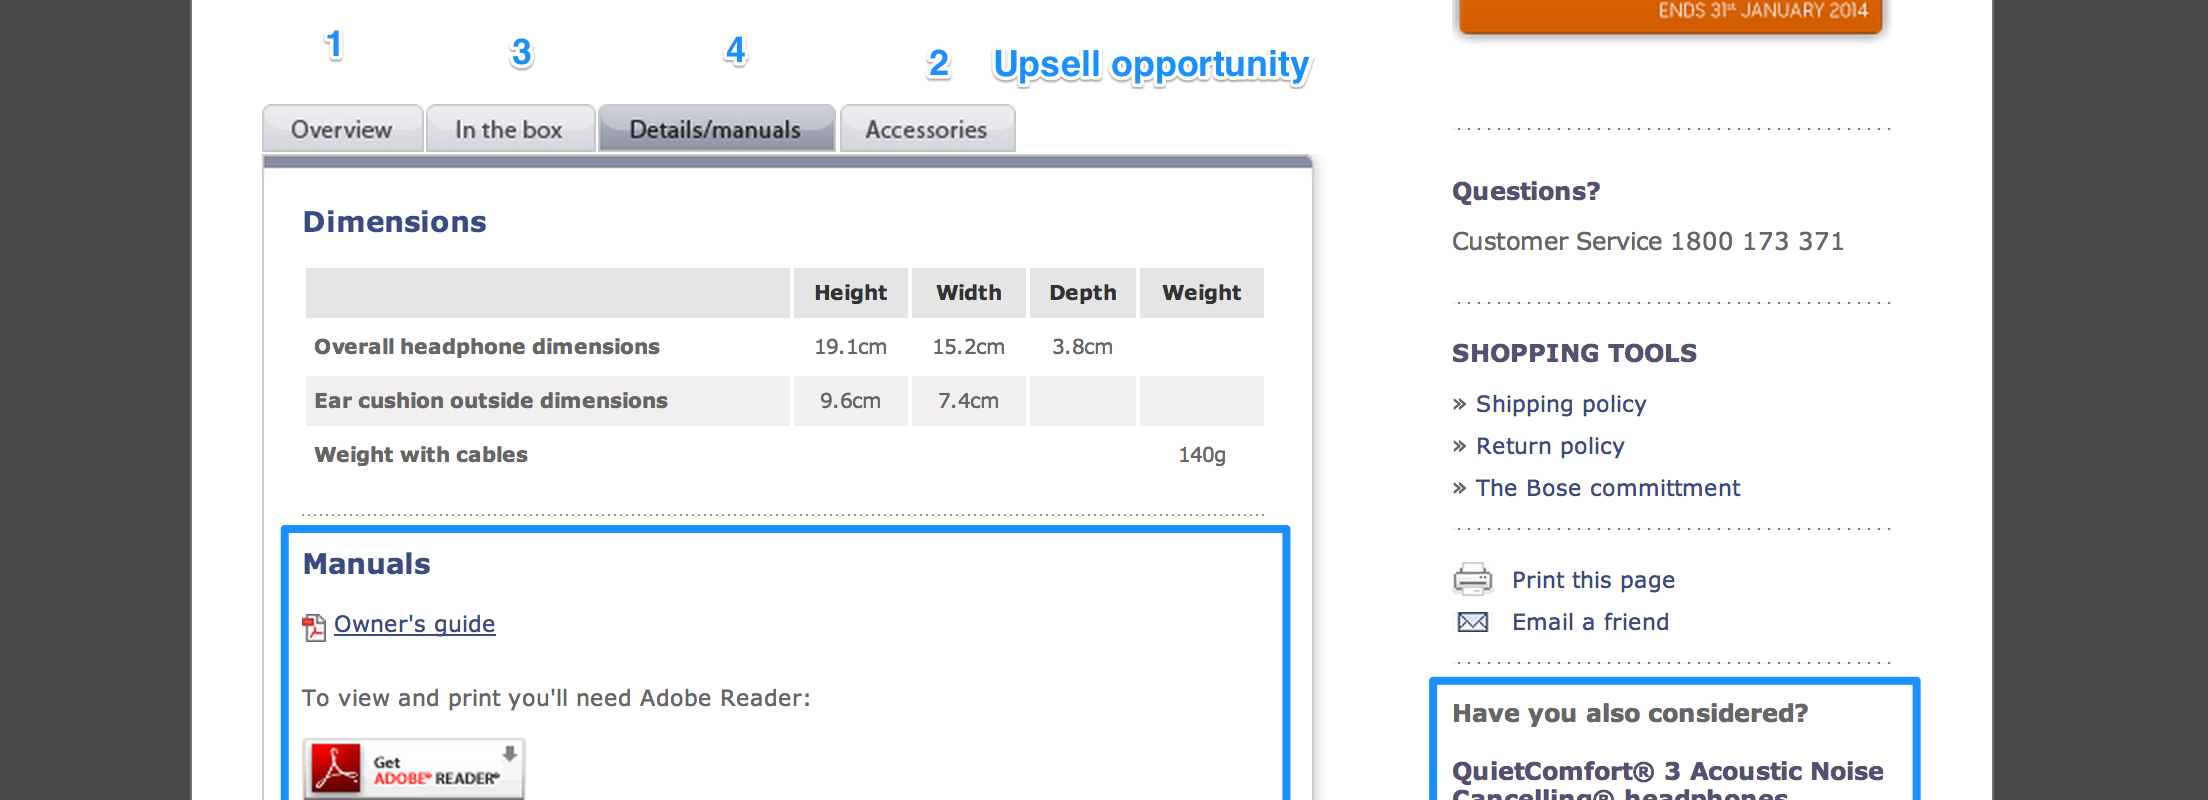 ENDS 31st JANUARY 2014
1 3 4 2 Upsell opportunity
Overview In the box Details/manuals Accessories
Dimensions
Height Width Depth Weight
Overall headphone dimensions 19.1cm 15.2cm 3.8cm
Ear cushion outside dimensions 9.6cm 7.4cm
Weight with cables 140g
Manuals
Owner's guide
To view and print you'll need Adobe Reader:
Get
ADOBE® READER®
Questions?
Customer Service 1800 173 371
SHOPPING TOOLS
» Shipping policy
» Return policy
» The Bose committment
Print this page
Email a friend
Have you also considered?
QuietComfort® 3 Acoustic Noise
Cancelling® headphones